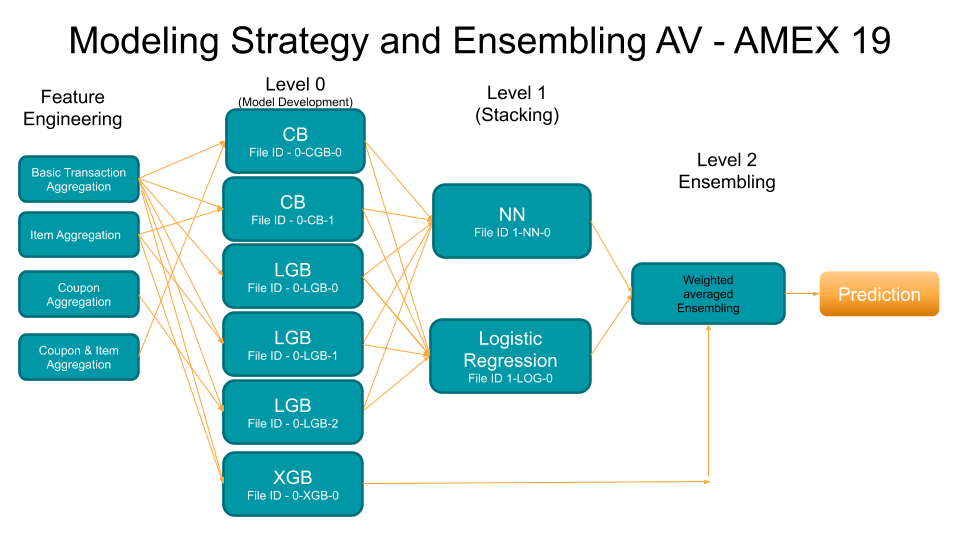 Modeling Strategy and Ensembling AV - AMEX 19
Feature
Engineering
Basic Transaction
Aggregation
Item Aggregation
Coupon
Aggregation
Coupon & Item
Aggregation
Level 0
(Model Development)
CB
File ID - 0-CGB-0
CB
File ID - 0-CB-1
LGB
File ID - 0-LGB-0
LGB
File ID - 0-LGB-1
LGB
File ID - 0-LGB-2
XGB
File ID - 0-XGB-0
Level 1
(Stacking)
NN
File ID 1-NN-0
Logistic
Regression
File ID 1-LOG-0
Level 2
Ensembling
Weighted
averaged
Ensembling
Prediction